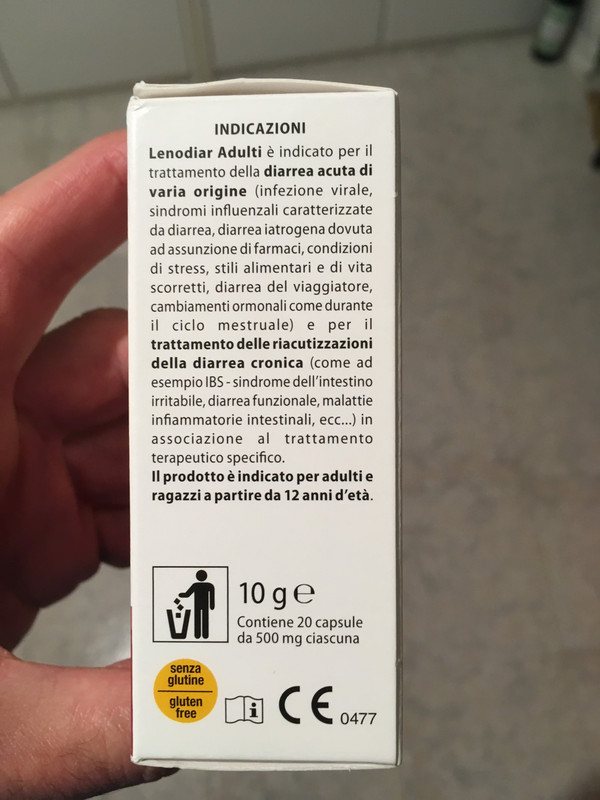 INDICAZIONI
Lenodiar Adulti è indicato per il
trattamento della diarrea acuta di
varia origine (infezione virale,
sindromi influenzali caratterizzate
da diarrea, diarrea iatrogena dovuta
ad assunzione di farmaci, condizioni
di stress, stili alimentari e di vita
scorretti, diarrea del viaggiatore,
cambiamenti ormonali come durante
il ciclo mestruale) e per il
trattamento delle riacutizzazioni
della diarrea cronica (come ad
esempio IBS - sindrome dell'intestino
irritabile, diarrea funzionale, malattie
infiammatorie intestinali, ecc...) in
associazione al trattamento
terapeutico specifico.
Il prodotto è indicato per adulti e
ragazzi a partire da 12 anni d'età.
10 g ℮
Contiene 20 capsule
da 500 mg ciascuna
senza
glutine
gluten
free
i
CE 0477